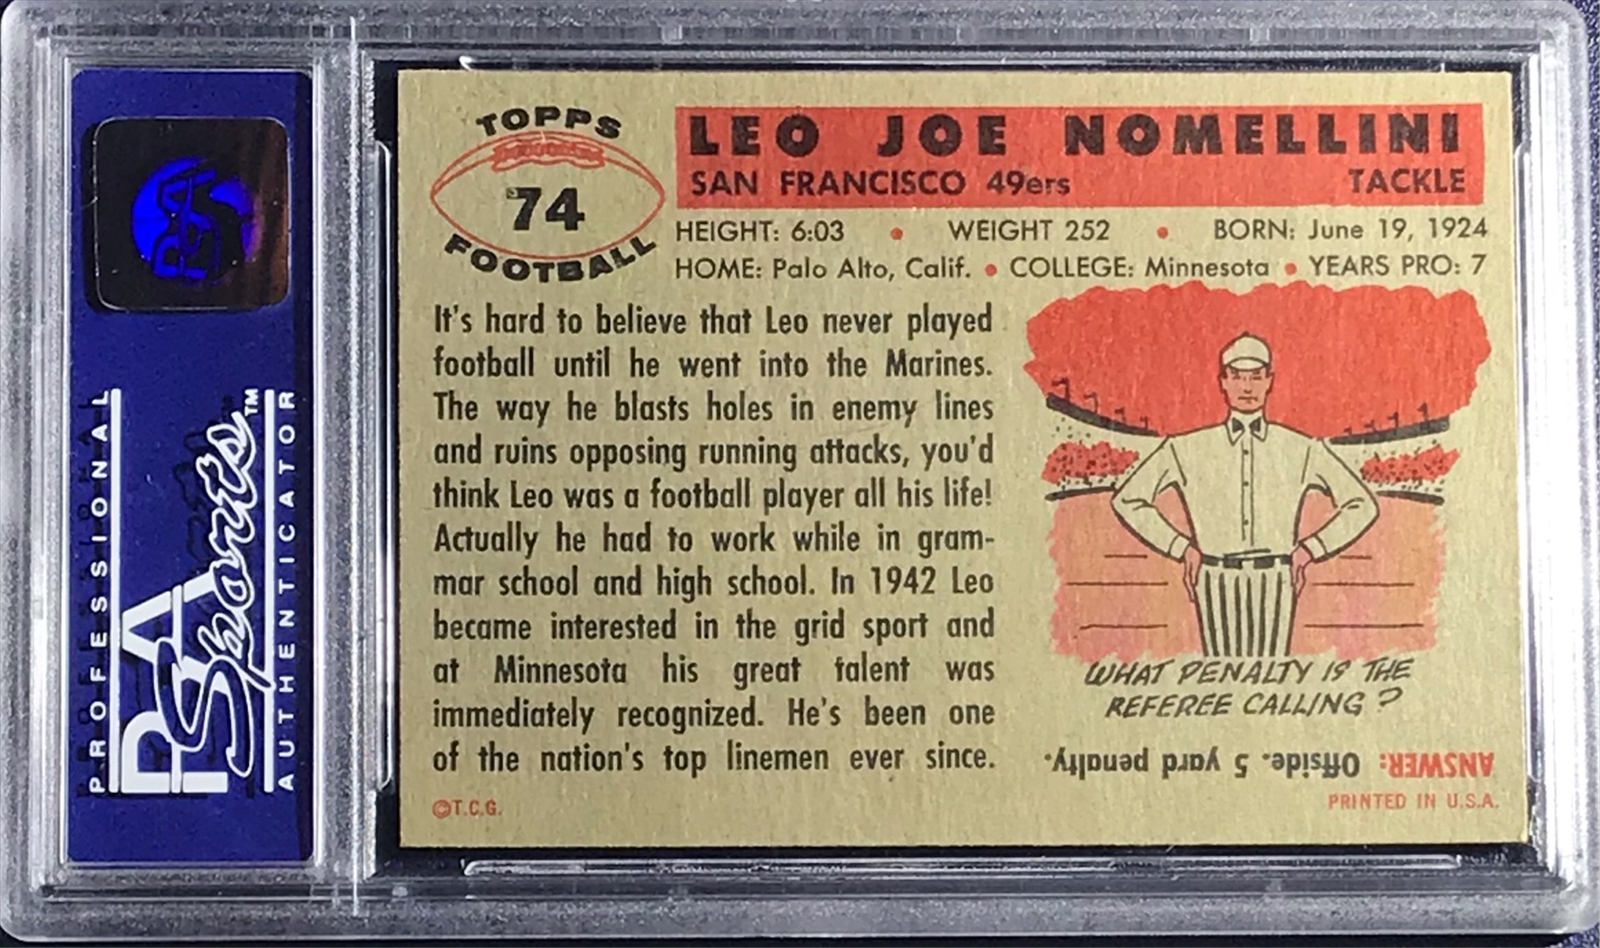 PROFESSIONAL
PSA
Sports™
AUTHENTICATOR
PSA
TOPPS
74
FOOTBALL
LEO JOE NOMELLINI
SAN FRANCISCO 49ers TACKLE
HEIGHT: 6:03 • WEIGHT 252 • BORN: June 19, 1924
HOME: Palo Alto, Calif. • COLLEGE: Minnesota • YEARS PRO: 7
It's hard to believe that Leo never played
football until he went into the Marines.
The way he blasts holes in enemy lines
and ruins opposing running attacks, you'd
think Leo was a football player all his life!
Actually he had to work while in gram-
mar school and high school. In 1942 Leo
became interested in the grid sport and
at Minnesota his great talent was
immediately recognized. He's been one
of the nation's top linemen ever since.
©T.C.G.
WHAT PENALTY IS THE
REFEREE CALLING?
ANSWER: Offside. 5 yard penalty.
PRINTED IN U.S.A.